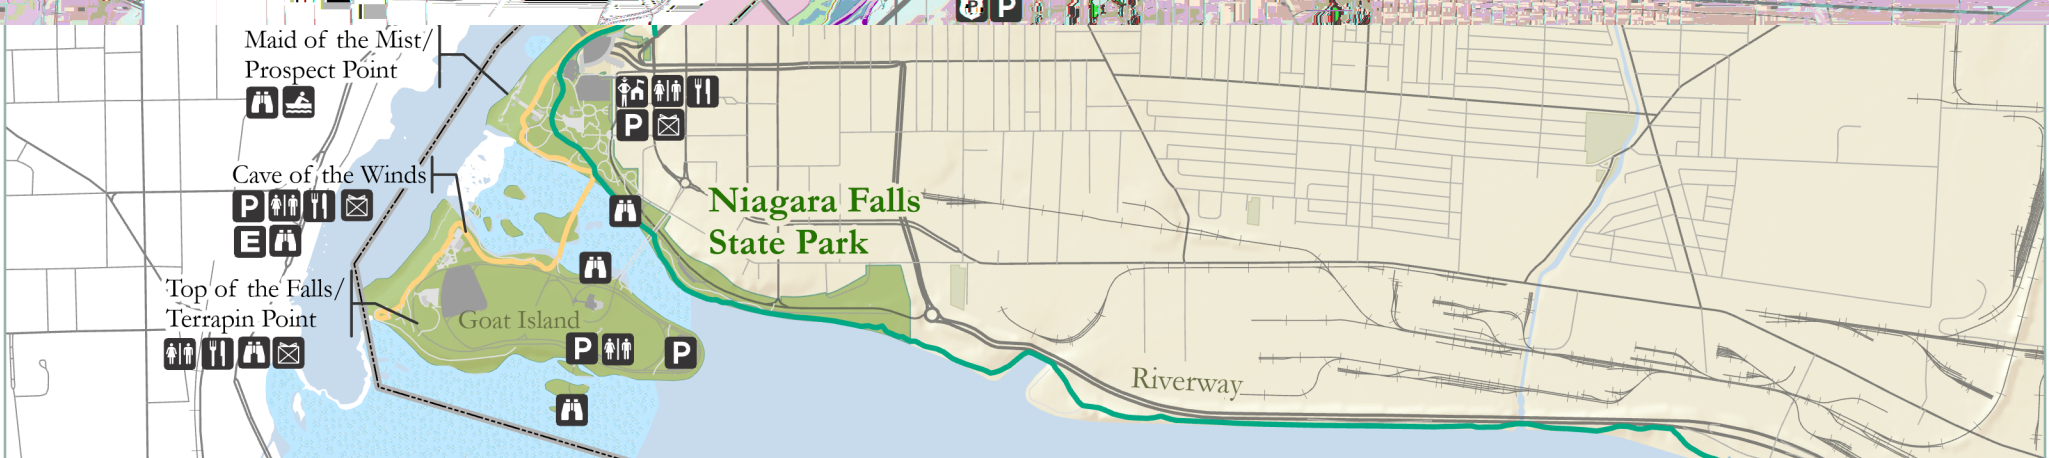 P
P
Maid of the Mist/
Prospect Point
P
Cave of the Winds
P
E
Niagara Falls
State Park
Top of the Falls/
Terrapin Point
Goat Island
P
P
Riverway